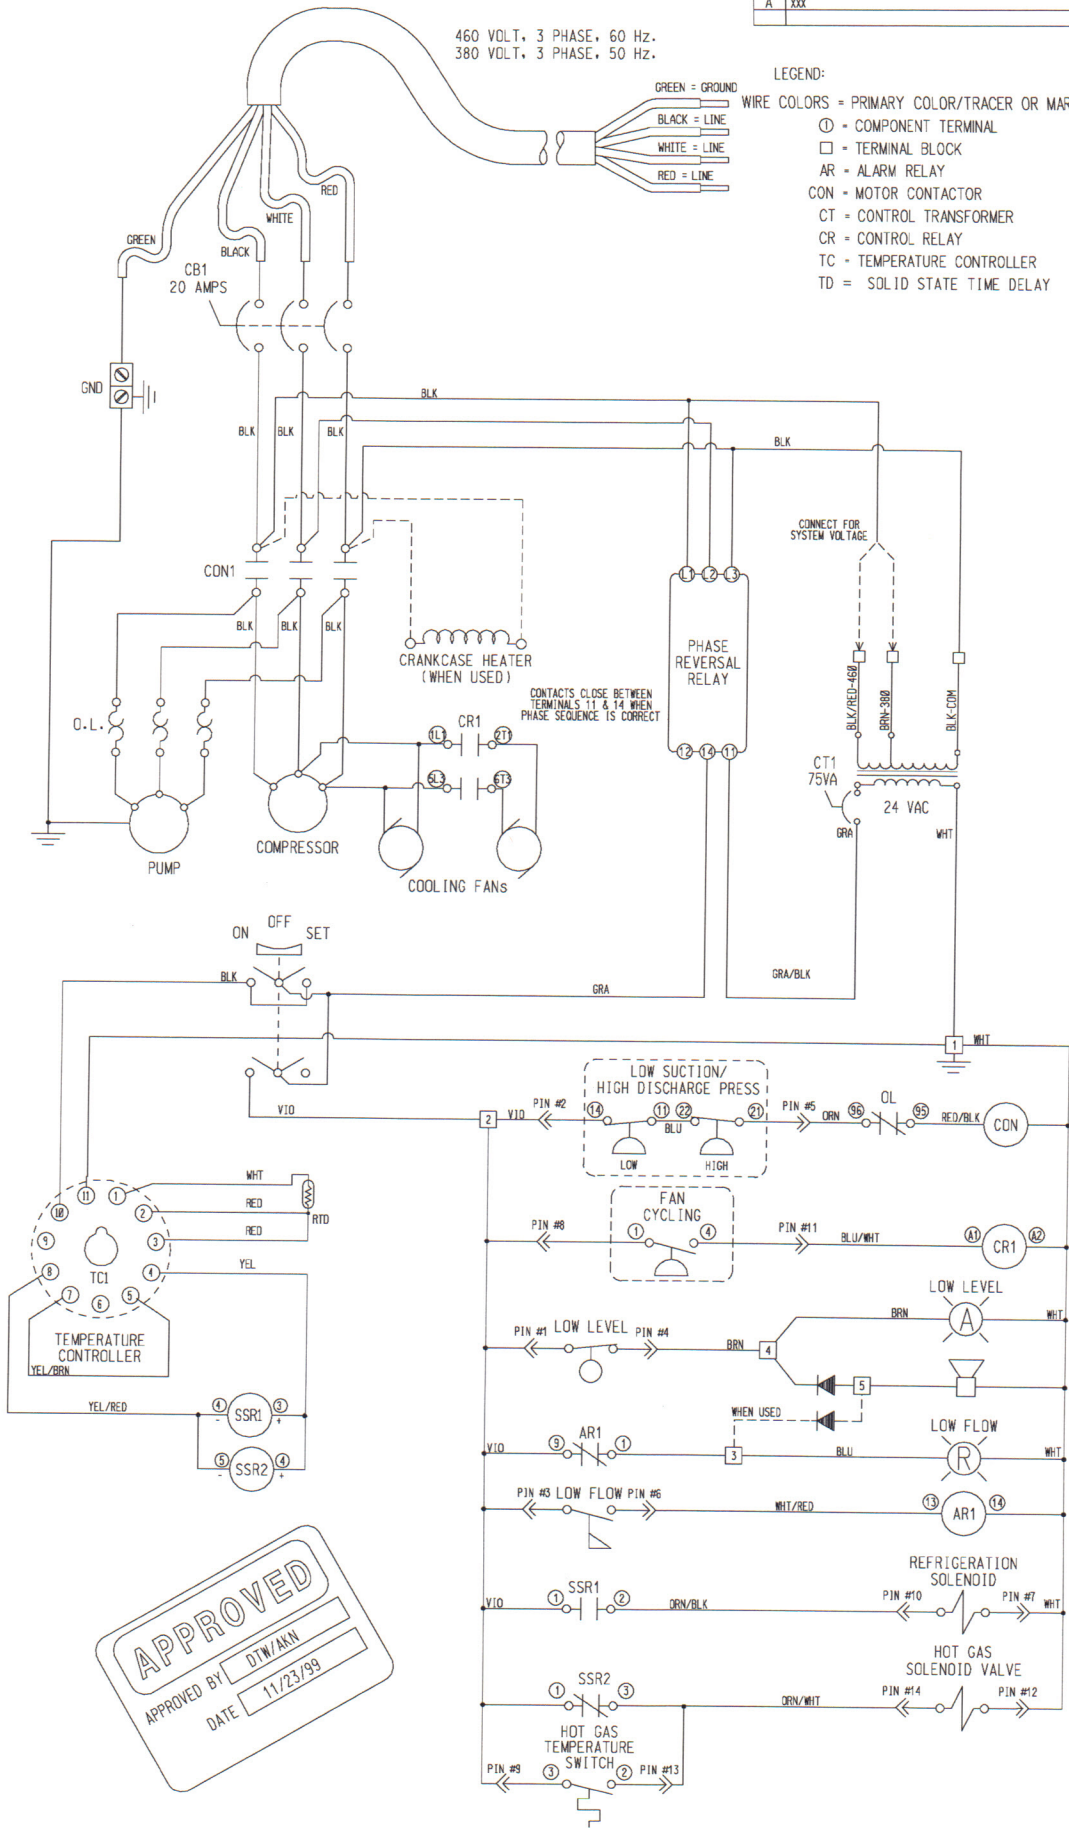 A XXX
460 VOLT, 3 PHASE, 60 Hz.
380 VOLT, 3 PHASE, 50 Hz.
LEGEND:
WIRE COLORS = PRIMARY COLOR/TRACER OR
① = COMPONENT TERMINAL
□ = TERMINAL BLOCK
AR = ALARM RELAY
CON = MOTOR CONTACTOR
CT = CONTROL TRANSFORMER
CR = CONTROL RELAY
TC = TEMPERATURE CONTROLLER
TD = SOLID STATE TIME DELAY
GREEN = GROUND
BLACK = LINE
WHITE = LINE
RED = LINE
RED
WHITE
GREEN
BLACK
CB1
20 AMPS
GND
BLK
BLK
BLK BLK BLK
CONNECT FOR
SYSTEM VOLTAGE
CON1
L1 L2 L3
BLK BLK BLK
PHASE
REVERSAL
RELAY
CRANKCASE HEATER
(WHEN USED)
BLK/RED-460
BRN-380
BLK-COM
CONTACTS CLOSE BETWEEN
TERMINALS 11 & 14 WHEN
PHASE SEQUENCE IS CORRECT
O.L.
CR1
1L1 2T1
12 14 11
CT1
75VA
5L3 6T3
24 VAC
GRA
WHT
COMPRESSOR
PUMP
COOLING FANs
ON OFF SET
BLK
GRA
GRA/BLK
1 WHT
LOW SUCTION/
HIGH DISCHARGE PRESS
VIO
2 VIO PIN #2 14 11 22 21 PIN #5 ORN 96 OL 95 RED/BLK CON
BLU
LOW HIGH
FAN
CYCLING
PIN #8 1 4 PIN #11 BLU/WHT A1 CR1 A2
WHT
RED
RED
RTD
YEL
10 11 1 2 3 4 5 6 7 8 9
TC1
TEMPERATURE
CONTROLLER
YEL/BRN
YEL/RED
4 SSR1 3
- +
5 SSR2 4
- +
LOW LEVEL
PIN #1 LOW LEVEL PIN #4 BRN 4 BRN A WHT
5
WHEN USED
LOW FLOW
VIO 9 AR1 1 3 BLU R WHT
PIN #3 LOW FLOW PIN #6 WHT/RED 13 AR1 14
REFRIGERATION
SOLENOID
VIO 1 SSR1 2 ORN/BLK PIN #10 PIN #7 WHT
HOT GAS
SOLENOID VALVE
1 SSR2 3 ORN/WHT PIN #14 PIN #12
HOT GAS
TEMPERATURE
SWITCH
PIN #9 3 2 PIN #13
APPROVED
APPROVED BY DTW/AKN
DATE 11/23/99